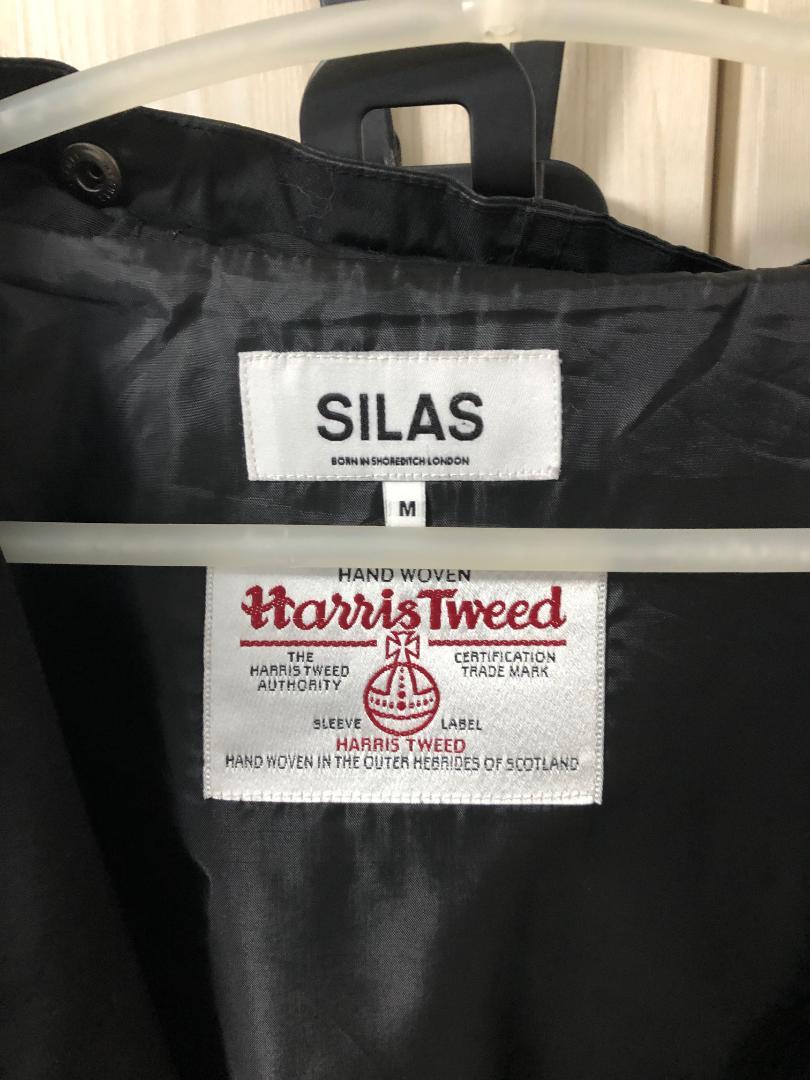 SILAS
BORN IN SHOREDITCH LONDON
M
HAND WOVEN
Harris Tweed
THE
HARRIS TWEED
AUTHORITY
CERTIFICATION
TRADE MARK
SLEEVE LABEL
HARRIS TWEED
HAND WOVEN IN THE OUTER HEBRIDES OF SCOTLAND